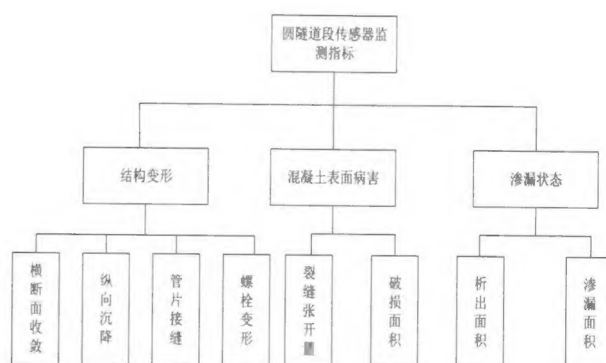 圆隧道段传感器监
测指标
结构变形
混凝土表面病害
渗漏状态
横断面收敛
纵向沉降
管片接缝
螺栓变形
裂缝张开量
破损面积
析出面积
渗漏面积